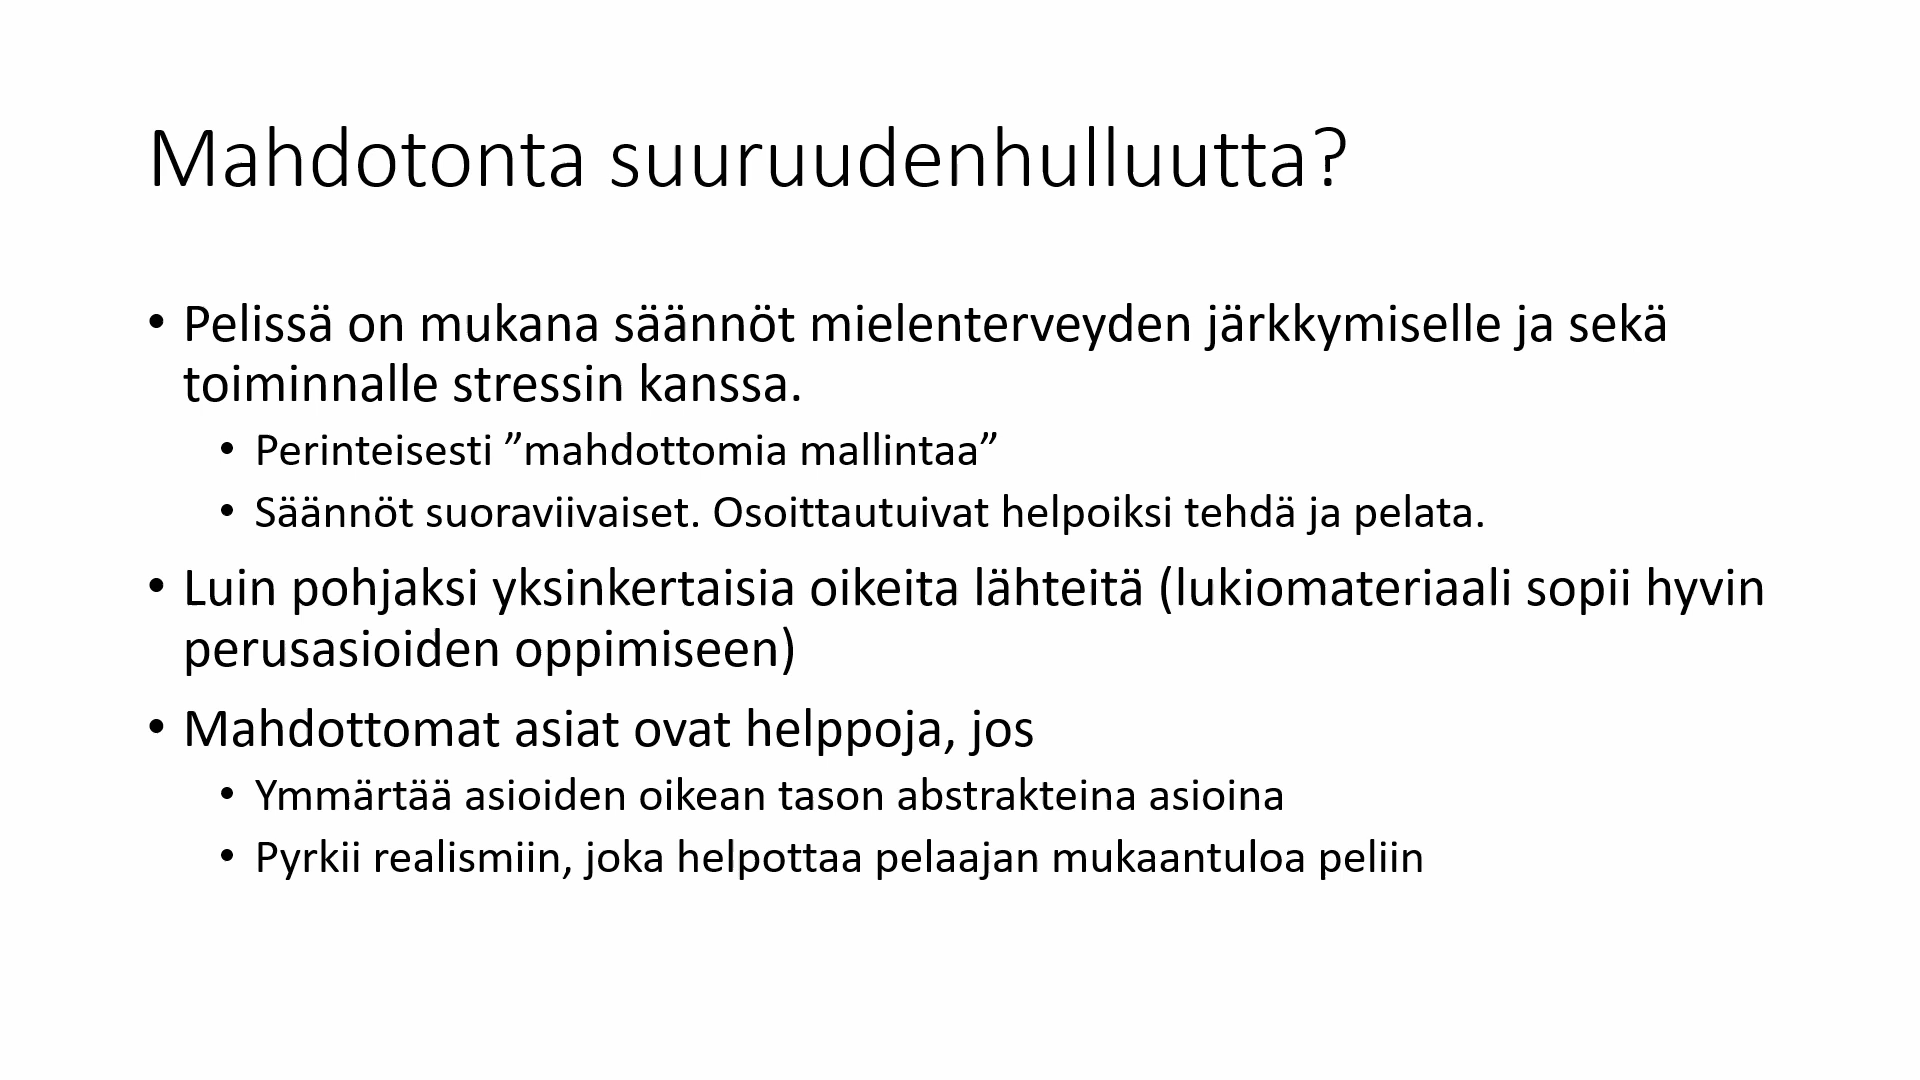 Mahdotonta suuruudenhulluutta?
• Pelissä on mukana säännöt mielenterveyden järkkymiselle ja sekä
toiminnalle stressin kanssa.
• Perinteisesti ”mahdottomia mallintaa”
• Säännöt suoraviivaiset. Osoittautuivat helpoiksi tehdä ja pelata.
• Luin pohjaksi yksinkertaisia oikeita lähteitä (lukiomateriaali sopii hyvin
perusasioiden oppimiseen)
• Mahdottomat asiat ovat helppoja, jos
• Ymmärtää asioiden oikean tason abstrakteina asioina
• Pyrkii realismiin, joka helpottaa pelaajan mukaantuloa peliin